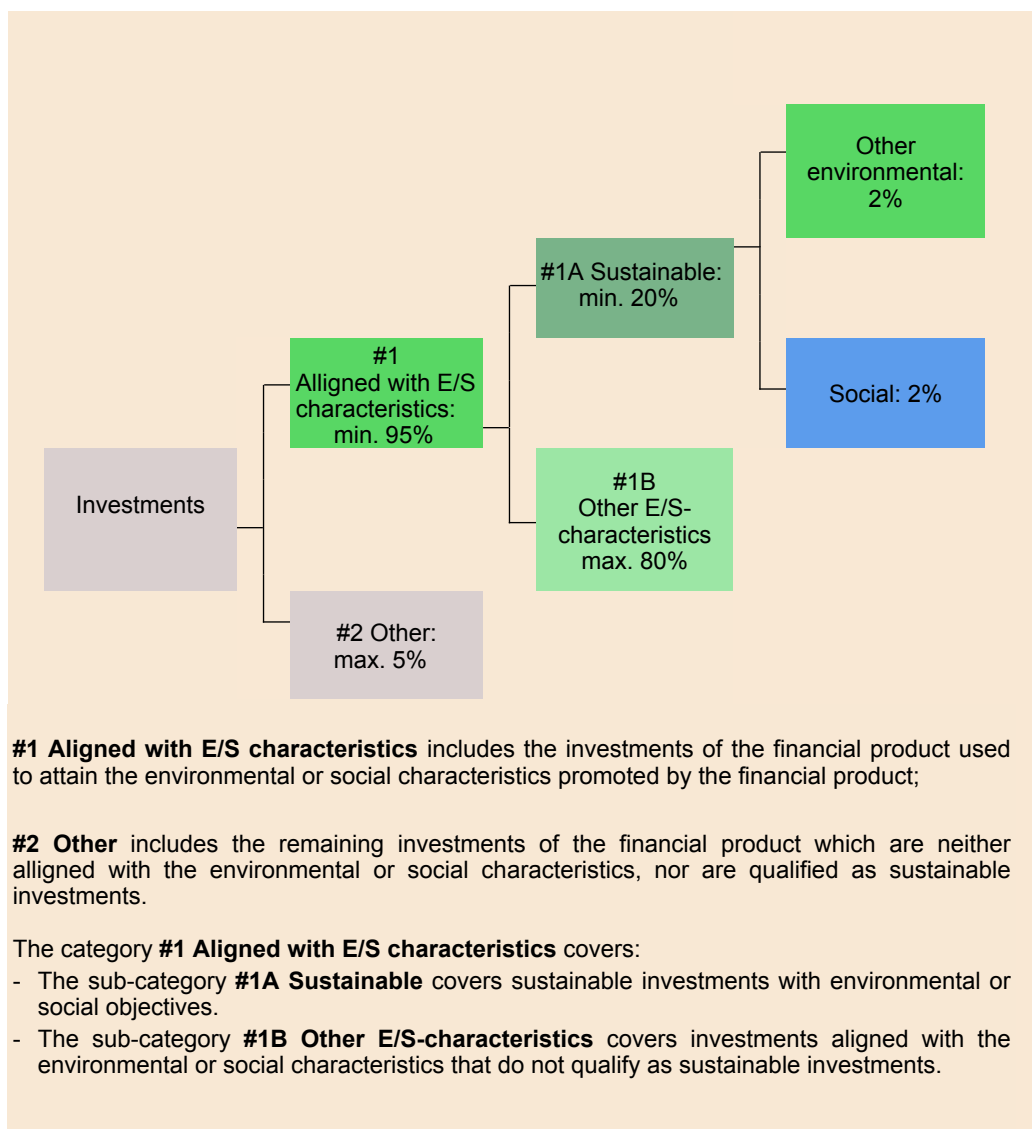 Other
environmental:
2%
#1A Sustainable:
min. 20%
#1
Alligned with E/S
characteristics:
min. 95%
Social: 2%
Investments
#1B
Other E/S-
characteristics
max. 80%
#2 Other:
max. 5%
#1 Aligned with E/S characteristics includes the investments of the financial product used
to attain the environmental or social characteristics promoted by the financial product;
#2 Other includes the remaining investments of the financial product which are neither
aligned with the environmental or social characteristics, nor are qualified as sustainable
investments.
The category #1 Aligned with E/S characteristics covers:
- The sub-category #1A Sustainable covers sustainable investments with environmental or
social objectives.
- The sub-category #1B Other E/S-characteristics covers investments aligned with the
environmental or social characteristics that do not qualify as sustainable investments.